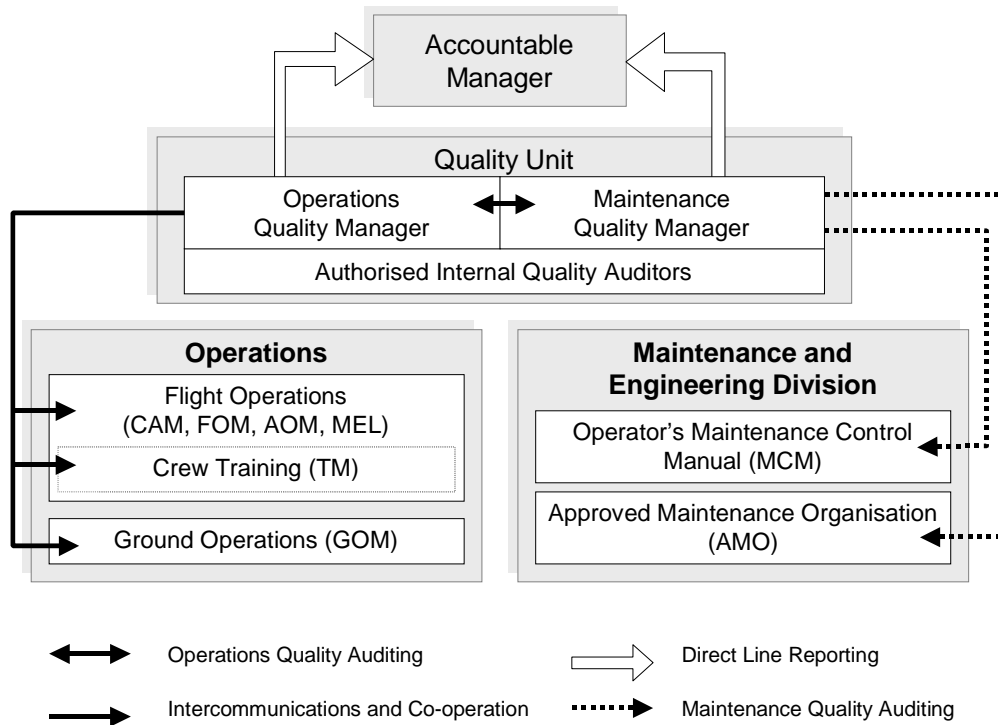 Accountable
Manager
Quality Unit
Operations
Quality Manager
Maintenance
Quality Manager
Authorised Internal Quality Auditors
Operations
Flight Operations
(CAM, FOM, AOM, MEL)
Crew Training (TM)
Ground Operations (GOM)
Maintenance and
Engineering Division
Operator’s Maintenance Control
Manual (MCM)
Approved Maintenance Organisation
(AMO)
Operations Quality Auditing
Direct Line Reporting
Intercommunications and Co-operation
Maintenance Quality Auditing